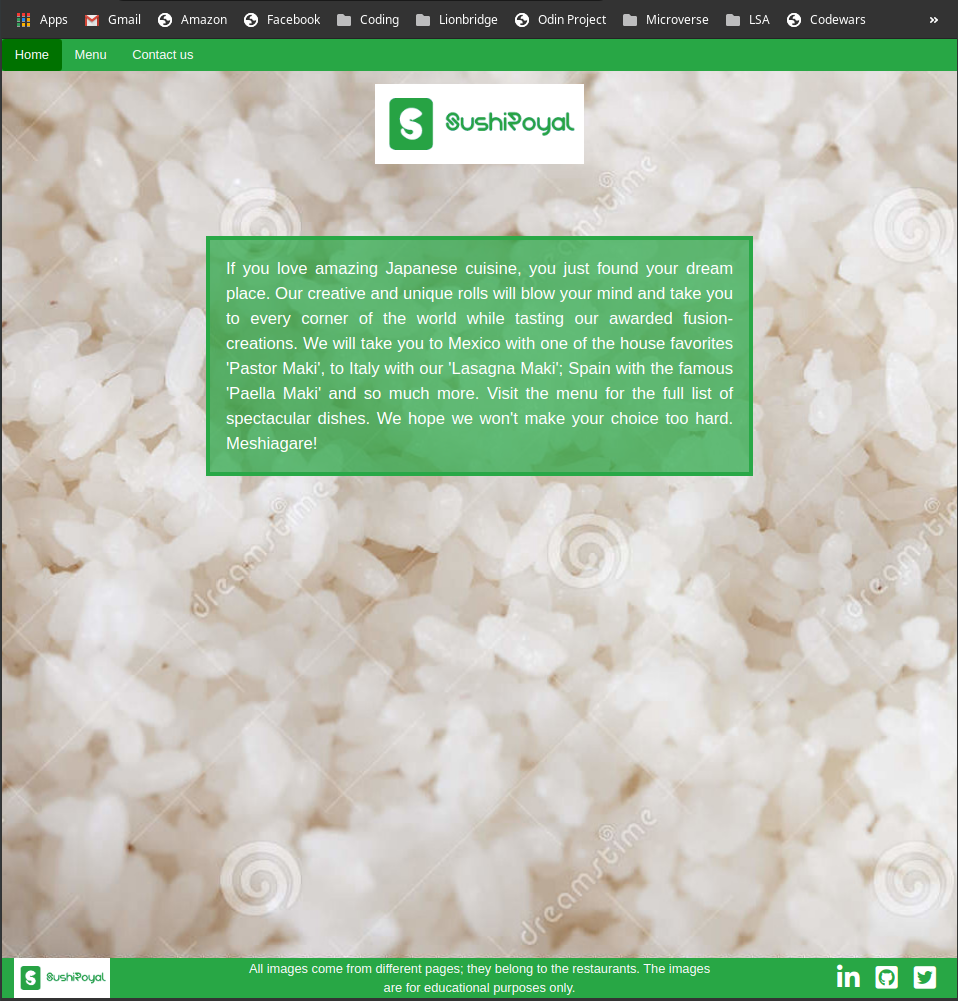 Apps Gmail Amazon Facebook Coding Lionbridge Odin Project Microverse LSA Codewars »
Home Menu Contact us
SushiRoyal
If you love amazing Japanese cuisine, you just found your dream
place. Our creative and unique rolls will blow your mind and take you
to every corner of the world while tasting our awarded fusion-
creations. We will take you to Mexico with one of the house favorites
'Pastor Maki', to Italy with our 'Lasagna Maki'; Spain with the famous
'Paella Maki' and so much more. Visit the menu for the full list of
spectacular dishes. We hope we won't make your choice too hard.
Meshiagare!
dreamstime
dreamstime
dreamstime
dreamstime
SushiRoyal
All images come from different pages; they belong to the restaurants. The images
are for educational purposes only.
in